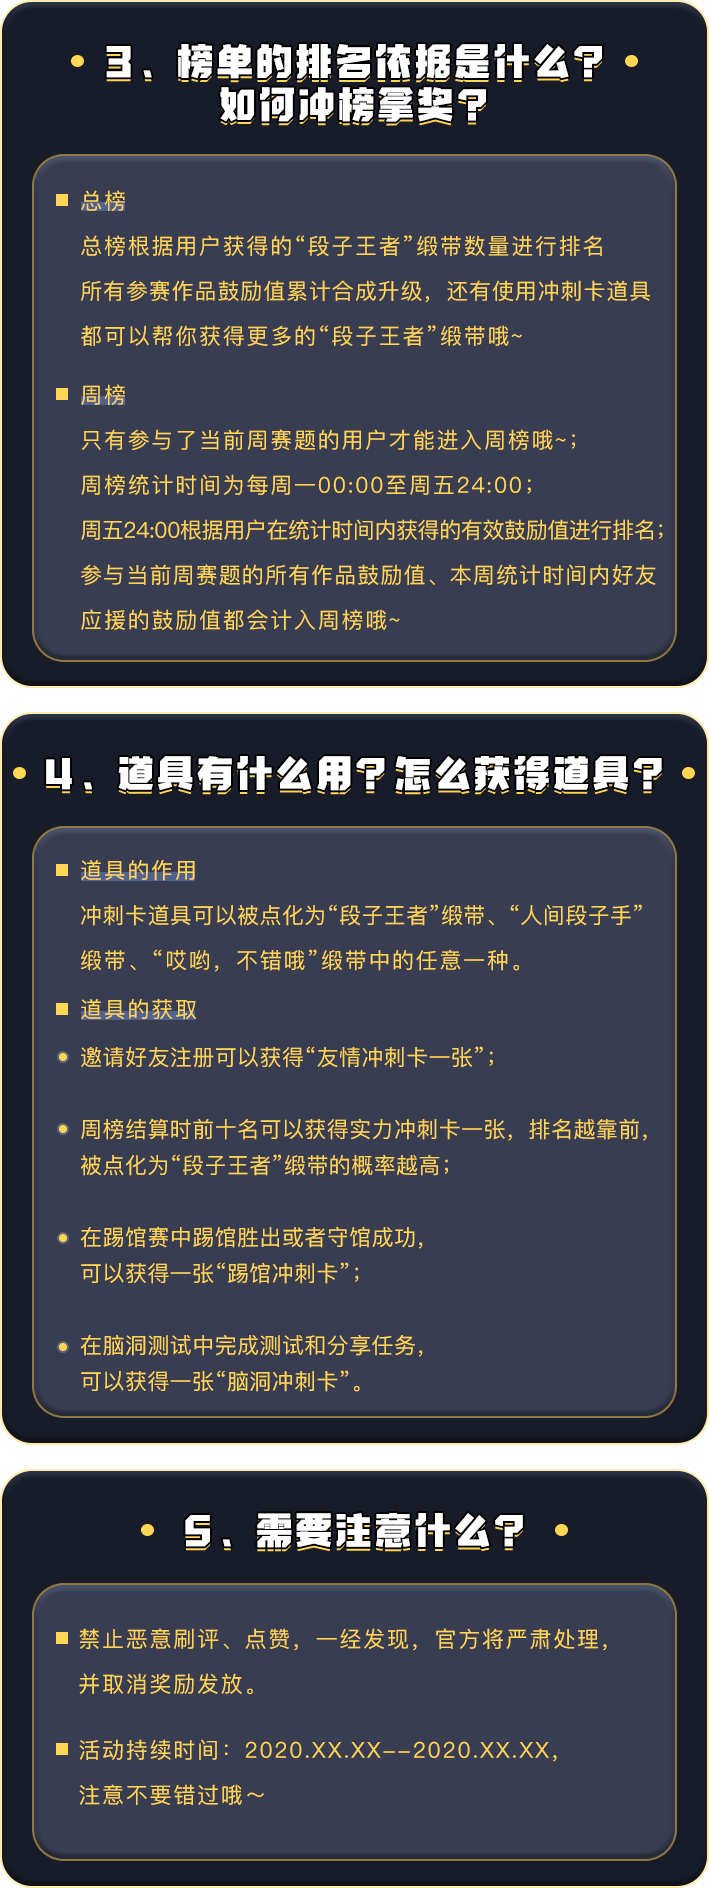 3、榜单的排名依据是什么？
如何冲榜拿奖？
总榜
总榜根据用户获得的“段子王者”缎带数量进行排名
所有参赛作品鼓励值累计合成升级，还有使用冲刺卡道具
都可以帮你获得更多的“段子王者”缎带哦~
周榜
只有参与了当前周赛题的用户才能进入周榜哦~；
周榜统计时间为每周一00:00至周五24:00；
周五24:00根据用户在统计时间内获得的有效鼓励值进行排名；
参与当前周赛题的所有作品鼓励值、本周统计时间内好友
应援的鼓励值都会计入周榜哦~
4、道具有什么用？怎么获得道具？
道具的作用
冲刺卡道具可以被点化为“段子王者”缎带、“人间段子手”
缎带、“哎哟，不错哦”缎带中的任意一种。
道具的获取
邀请好友注册可以获得“友情冲刺卡一张”；
周榜结算时前十名可以获得实力冲刺卡一张，排名越靠前，
被点化为“段子王者”缎带的概率越高；
在踢馆赛中踢馆胜出或者守馆成功，
可以获得一张“踢馆冲刺卡”；
在脑洞测试中完成测试和分享任务，
可以获得一张“脑洞冲刺卡”。
5、需要注意什么？
禁止恶意刷评、点赞，一经发现，官方将严肃处理，
并取消奖励发放。
活动持续时间：2020.XX.XX--2020.XX.XX，
注意不要错过哦～